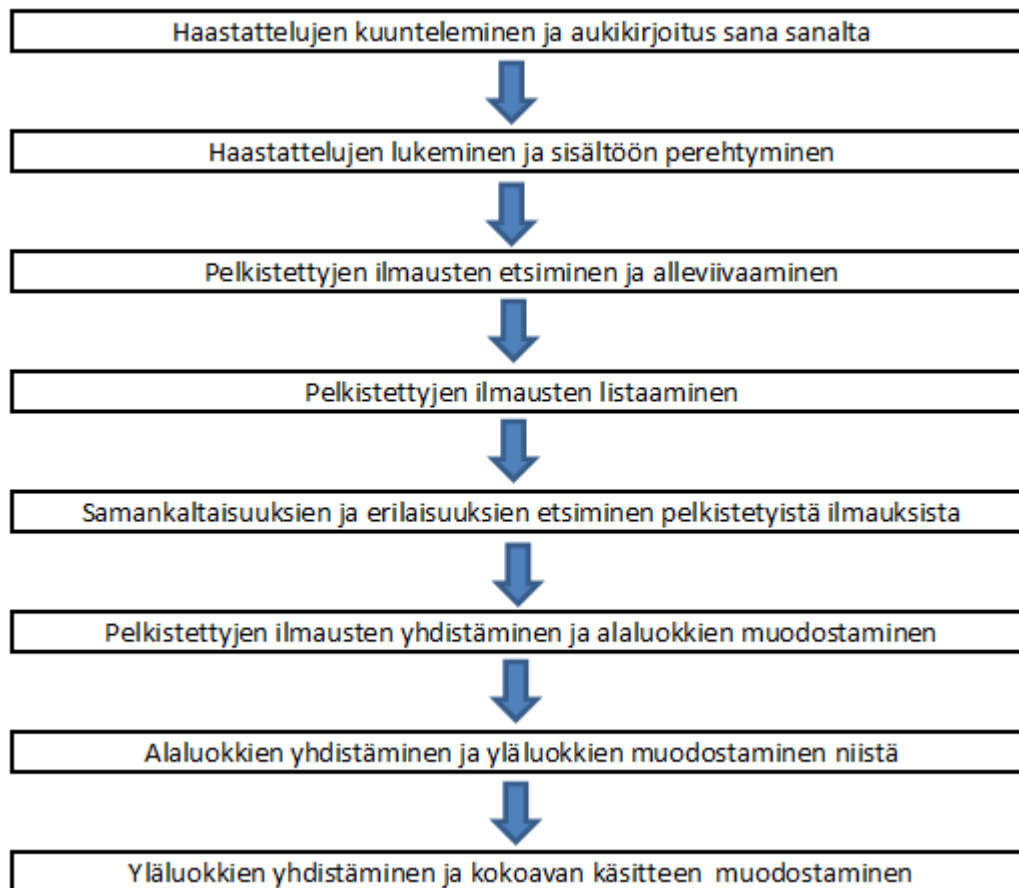 Haastattelujen kuunteleminen ja aukikirjoitus sana sanalta
Haastattelujen lukeminen ja sisältöön perehtyminen
Pelkistettyjen ilmausten etsiminen ja alleviivaaminen
Pelkistettyjen ilmausten listaaminen
Samankaltaisuuksien ja erilaisuuksien etsiminen pelkistetyistä ilmauksista
Pelkistettyjen ilmausten yhdistäminen ja alaluokkien muodostaminen
Alaluokkien yhdistäminen ja yläluokkien muodostaminen niistä
Yläluokkien yhdistäminen ja kokoavan käsitteen muodostaminen